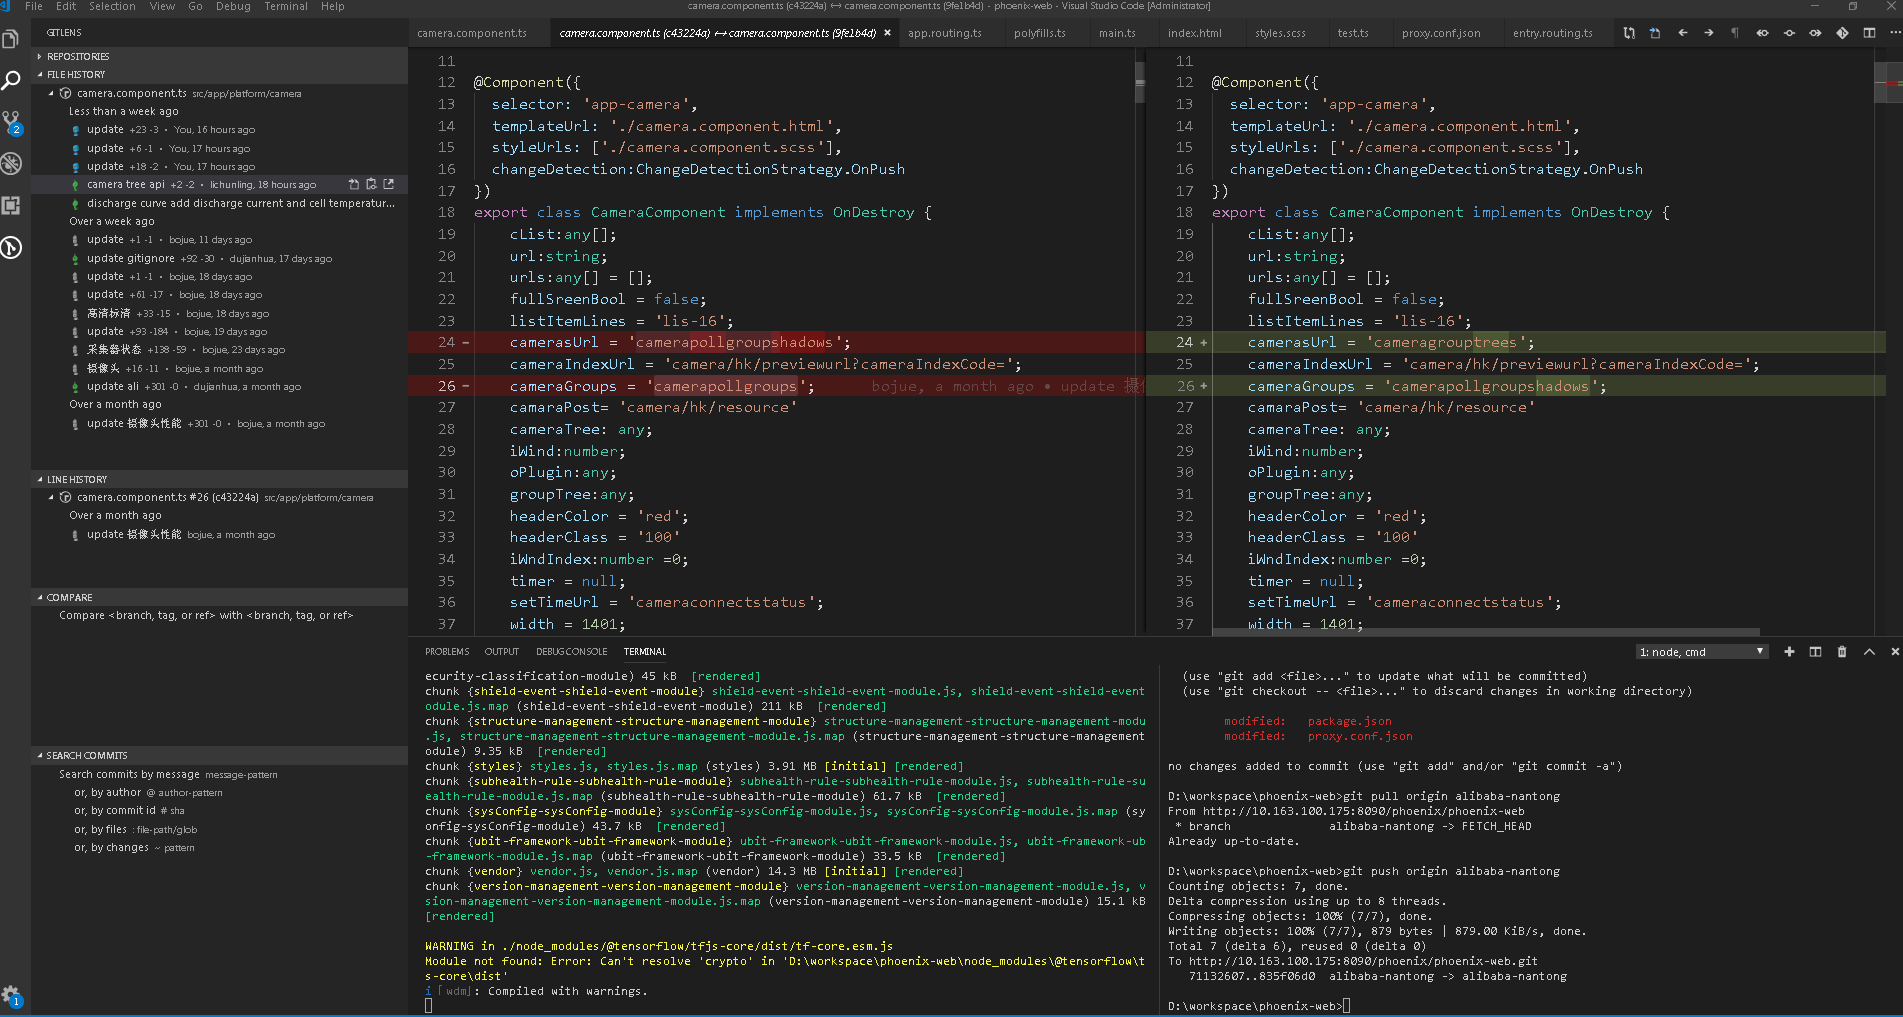 File Edit Selection View Go Debug Terminal Help
camera.component.ts (c43224a) ⟷ camera.component.ts (9fe1b4d) - phoenix-web - Visual Studio Code [Administrator]
GITLENS
camera.component.ts
camera.component.ts (c43224a) ⟷ camera.component.ts (9fe1b4d) ×
app.routing.ts
polyfills.ts
main.ts
index.html
styles.scss
test.ts
proxy.conf.json
entry.routing.ts
REPOSITORIES
FILE HISTORY
camera.component.ts src/app/platform/camera
Less than a week ago
update +23 -3 • You, 16 hours ago
update +6 -1 • You, 17 hours ago
update +18 -2 • You, 17 hours ago
camera tree api +2 -2 • lichunling, 18 hours ago
discharge curve add discharge current and cell temperatur...
Over a week ago
update +1 -1 • bojue, 11 days ago
update gitignore +92 -30 • dujianhua, 17 days ago
update +1 -1 • bojue, 18 days ago
update +61 -17 • bojue, 18 days ago
高清标清 +33 -15 • bojue, 18 days ago
update +93 -184 • bojue, 19 days ago
采集器状态 +138 -59 • bojue, 23 days ago
摄像头 +16 -11 • bojue, a month ago
update ali +301 -0 • dujianhua, a month ago
Over a month ago
update 摄像头性能 +301 -0 • bojue, a month ago
LINE HISTORY
camera.component.ts #26 (c43224a) src/app/platform/camera
Over a month ago
update 摄像头性能 bojue, a month ago
COMPARE
Compare <branch, tag, or ref> with <branch, tag, or ref>
SEARCH COMMITS
Search commits by message message-pattern
or, by author @ author-pattern
or, by commit id # sha
or, by files : file-path/glob
or, by changes ~ pattern
2
1
11
12 @Component({
13 selector: 'app-camera',
14 templateUrl: './camera.component.html',
15 styleUrls: ['./camera.component.scss'],
16 changeDetection:ChangeDetectionStrategy.OnPush
17 })
18 export class CameraComponent implements OnDestroy {
19 cList:any[];
20 url:string;
21 urls:any[] = [];
22 fullSreenBool = false;
23 listItemLines = 'lis-16';
24 - camerasUrl = 'camerapollgroupshadows';
25 cameraIndexUrl = 'camera/hk/previewurl?cameraIndexCode=';
26 - cameraGroups = 'camerapollgroups'; bojue, a month ago • update 摄
27 camaraPost= 'camera/hk/resource'
28 cameraTree: any;
29 iWind:number;
30 oPlugin:any;
31 groupTree:any;
32 headerColor = 'red';
33 headerClass = '100'
34 iWndIndex:number =0;
35 timer = null;
36 setTimeUrl = 'cameraconnectstatus';
37 width = 1401;
11
12 @Component({
13 selector: 'app-camera',
14 templateUrl: './camera.component.html',
15 styleUrls: ['./camera.component.scss'],
16 changeDetection:ChangeDetectionStrategy.OnPush
17 })
18 export class CameraComponent implements OnDestroy {
19 cList:any[];
20 url:string;
21 urls:any[] = [];
22 fullSreenBool = false;
23 listItemLines = 'lis-16';
24 + camerasUrl = 'cameragrouptrees';
25 cameraIndexUrl = 'camera/hk/previewurl?cameraIndexCode=';
26 + cameraGroups = 'camerapollgroupshadows';
27 camaraPost= 'camera/hk/resource'
28 cameraTree: any;
29 iWind:number;
30 oPlugin:any;
31 groupTree:any;
32 headerColor = 'red';
33 headerClass = '100'
34 iWndIndex:number =0;
35 timer = null;
36 setTimeUrl = 'cameraconnectstatus';
37 width = 1401;
PROBLEMS OUTPUT DEBUG CONSOLE TERMINAL
1: node, cmd
ecurity-classification-module) 45 kB [rendered]
chunk {shield-event-shield-event-module} shield-event-shield-event-module.js, shield-event-shield-event
odule.js.map (shield-event-shield-event-module) 211 kB [rendered]
chunk {structure-management-structure-management-module} structure-management-structure-management-modu
.js, structure-management-structure-management-module.js.map (structure-management-structure-management
odule) 9.35 kB [rendered]
chunk {styles} styles.js, styles.js.map (styles) 3.91 MB [initial] [rendered]
chunk {subhealth-rule-subhealth-rule-module} subhealth-rule-subhealth-rule-module.js, subhealth-rule-su
ealth-rule-module.js.map (subhealth-rule-subhealth-rule-module) 61.7 kB [rendered]
chunk {sysConfig-sysConfig-module} sysConfig-sysConfig-module.js, sysConfig-sysConfig-module.js.map (sy
onfig-sysConfig-module) 43.7 kB [rendered]
chunk {ubit-framework-ubit-framework-module} ubit-framework-ubit-framework-module.js, ubit-framework-ub
-framework-module.js.map (ubit-framework-ubit-framework-module) 33.5 kB [rendered]
chunk {vendor} vendor.js, vendor.js.map (vendor) 14.3 MB [initial] [rendered]
chunk {version-management-version-management-module} version-management-version-management-module.js, v
sion-management-version-management-module.js.map (version-management-version-management-module) 15.1 kB
[rendered]
WARNING in ./node_modules/@tensorflow/tfjs-core/dist/tf-core.esm.js
Module not found: Error: Can't resolve 'crypto' in 'D:\workspace\phoenix-web\node_modules\@tensorflow\t
s-core\dist'
i ｢wdm｣: Compiled with warnings.
(use "git add <file>..." to update what will be committed)
(use "git checkout -- <file>..." to discard changes in working directory)
modified: package.json
modified: proxy.conf.json
no changes added to commit (use "git add" and/or "git commit -a")
D:\workspace\phoenix-web>git pull origin alibaba-nantong
From http://10.163.100.175:8090/phoenix/phoenix-web
* branch alibaba-nantong -> FETCH_HEAD
Already up-to-date.
D:\workspace\phoenix-web>git push origin alibaba-nantong
Counting objects: 7, done.
Delta compression using up to 8 threads.
Compressing objects: 100% (7/7), done.
Writing objects: 100% (7/7), 879 bytes | 879.00 KiB/s, done.
Total 7 (delta 6), reused 0 (delta 0)
To http://10.163.100.175:8090/phoenix/phoenix-web.git
71132607..835f06d0 alibaba-nantong -> alibaba-nantong
D:\workspace\phoenix-web>